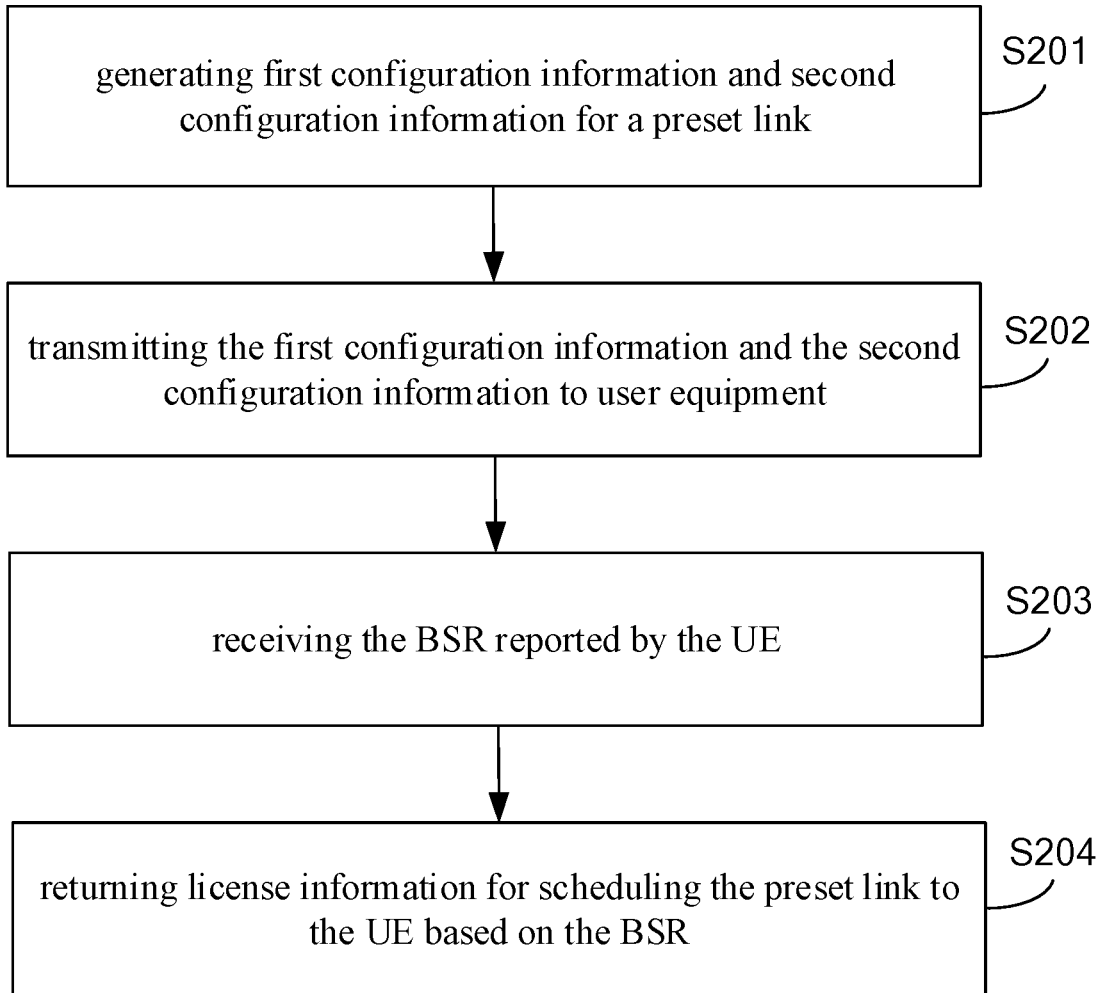 generating first configuration information and second
configuration information for a preset link
S201
transmitting the first configuration information and the second
configuration information to user equipment
S202
receiving the BSR reported by the UE
S203
returning license information for scheduling the preset link to
the UE based on the BSR
S204